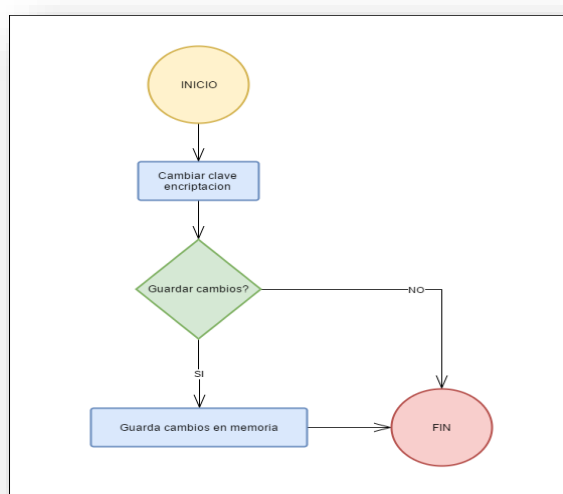 INICIO
Cambiar clave
encriptacion
Guardar cambios?
NO
SI
Guarda cambios en memoria
FIN